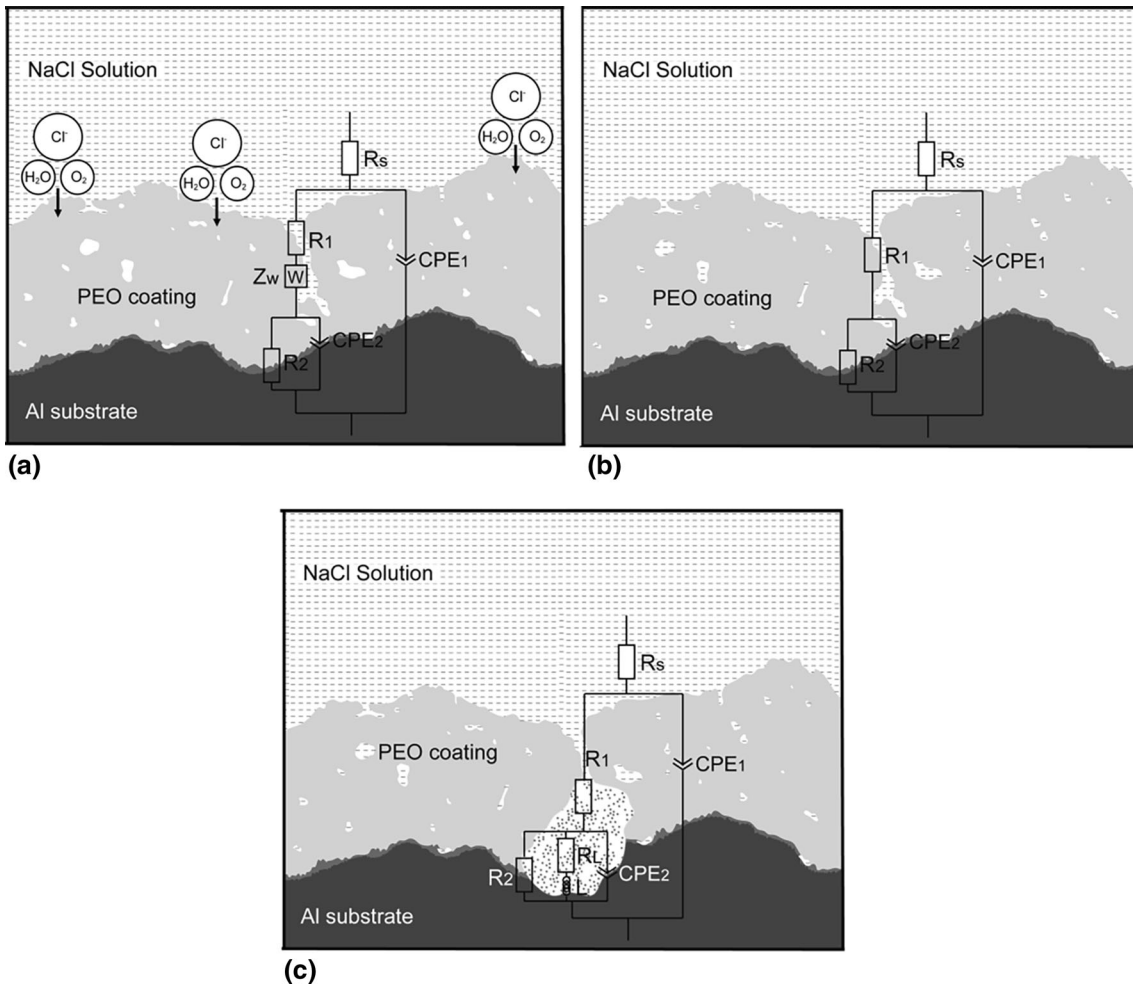 NaCl Solution
Cl-
H2O
O2
Cl-
H2O
O2
Cl-
H2O
O2
Rs
R1
Zw
W
CPE1
PEO coating
CPE2
R2
Al substrate
(a)
NaCl Solution
Rs
R1
CPE1
PEO coating
CPE2
R2
Al substrate
(b)
NaCl Solution
Rs
PEO coating
R1
CPE1
RL
R2
CPE2
L
Al substrate
(c)